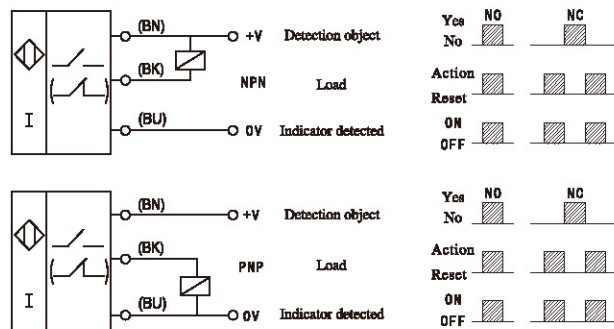 (BN) +V Detection object Yes No NO NC
(BK) NPN Load Action Reset
I (BU) 0V Indicator detected ON OFF
(BN) +V Detection object Yes No NO NC
(BK) PNP Load Action Reset
I (BU) 0V Indicator detected ON OFF